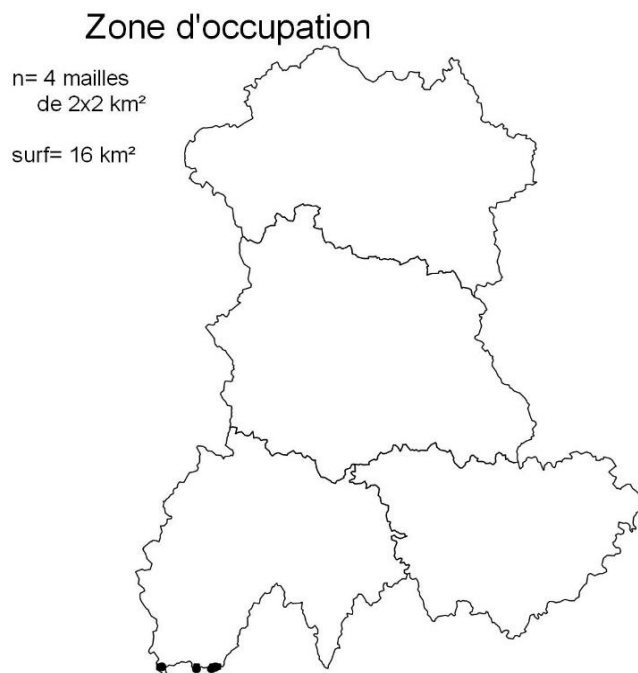 Zone d'occupation
n= 4 mailles
de 2x2 km²
surf= 16 km²